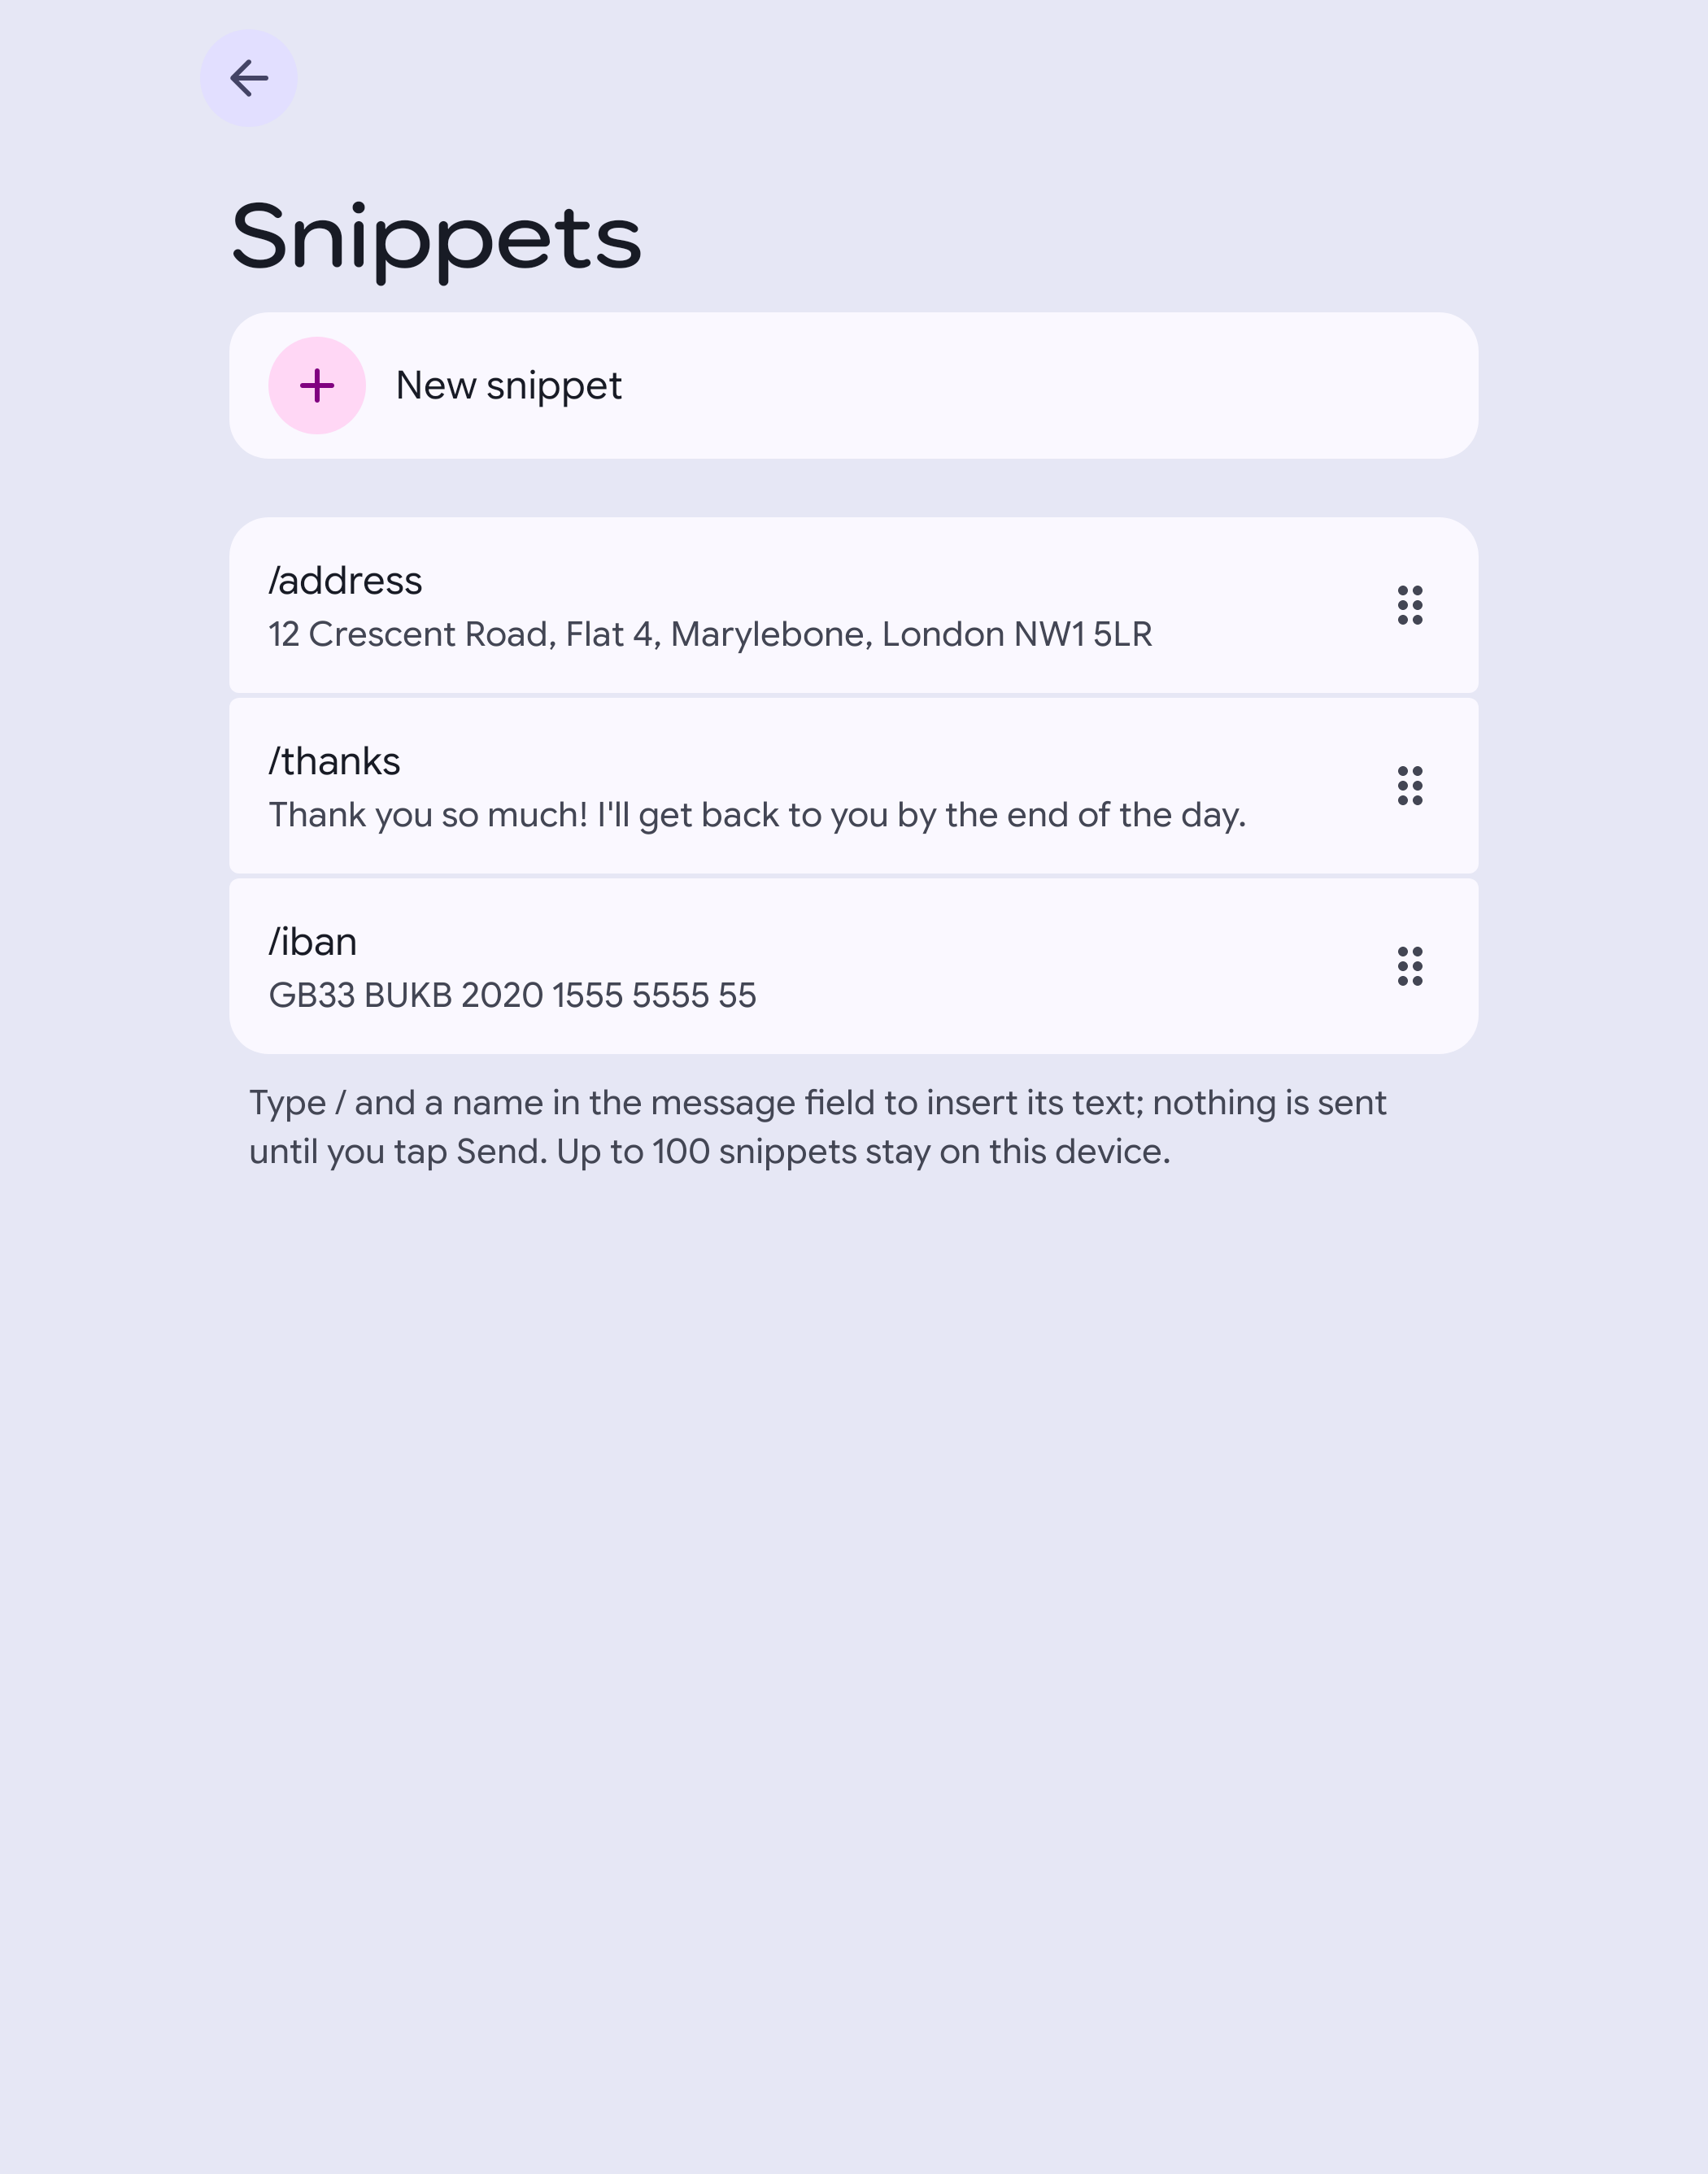 Snippets
New snippet
/address
12 Crescent Road, Flat 4, Marylebone, London NW1 5LR
/thanks
Thank you so much! I'll get back to you by the end of the day.
/iban
GB33 BUKB 2020 1555 5555 55
Type / and a name in the message field to insert its text; nothing is sent
until you tap Send. Up to 100 snippets stay on this device.